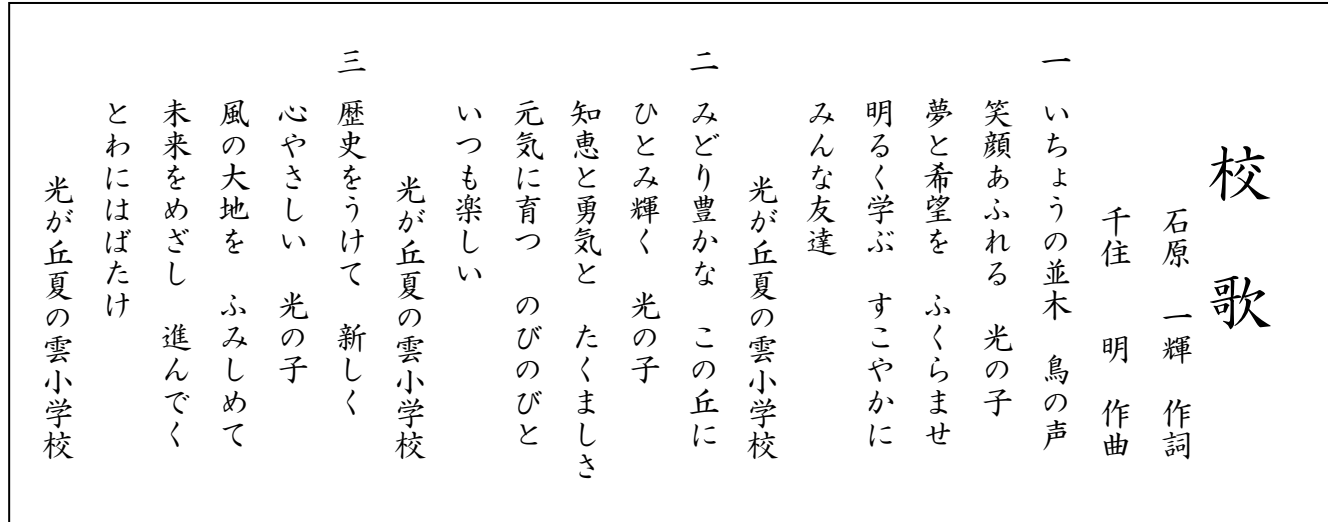 校歌
石原 一輝 作詞
千住 明 作曲
一 いちょうの並木 鳥の声
笑顔あふれる 光の子
夢と希望を ふくらませ
明るく学ぶ すこやかに
みんな友達
光が丘夏の雲小学校
二 みどり豊かな この丘に
ひとみ輝く 光の子
知恵と勇気と たくましさ
元気に育つ のびのびと
いつも楽しい
光が丘夏の雲小学校
三 歴史をうけて 新しく
心やさしい 光の子
風の大地を ふみしめて
未来をめざし 進んでく
とわにはばたけ
光が丘夏の雲小学校